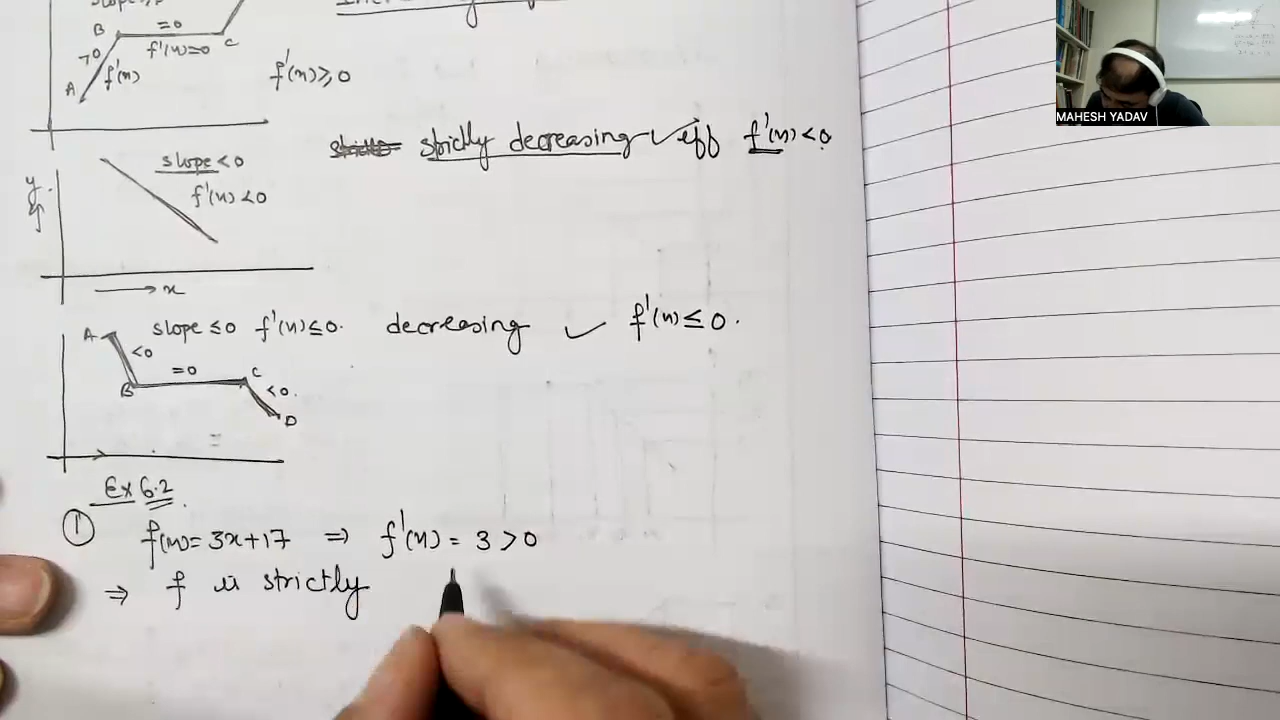 B =0 C
>0 f'(x)=0
A f'(x) f'(x)≥0
strictly decreasing ✓ iff f'(x)<0
slope<0
f'(x)<0
y
→ x
A slope≤0 f'(x)≤0. decreasing ✓ f'(x)≤0.
<0 =0 C
B <0.
D
Ex 6.2
① f(x)=3x+17 ⇒ f'(x)=3>0
⇒ f is strictly
MAHESH YADAV